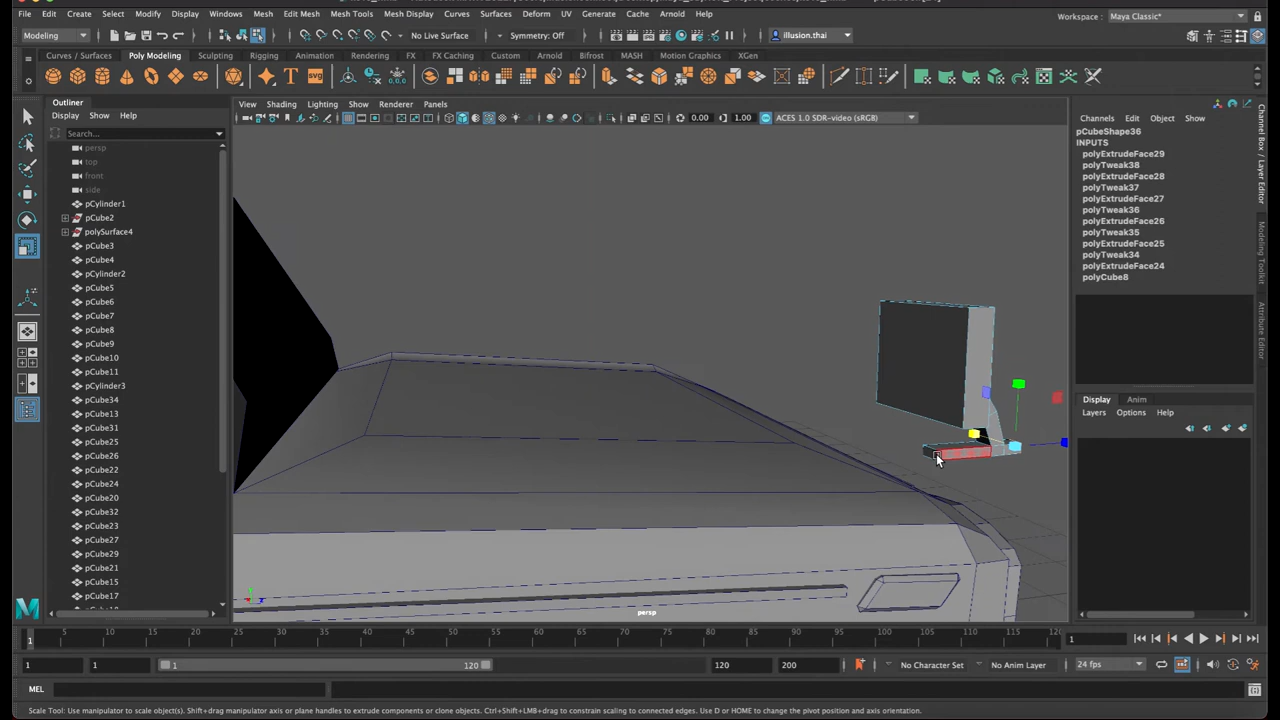 File Edit Create Select Modify Display Windows Mesh Edit Mesh Mesh Tools Mesh Display Curves Surfaces Deform UV Generate Cache Arnold Help
Workspace : Maya Classic*
Modeling
No Live Surface
Symmetry: Off
illusion.thai
Curves / Surfaces Poly Modeling Sculpting Rigging Animation Rendering FX FX Caching Custom Arnold Bifrost MASH Motion Graphics XGen
Outliner
Display Show Help
Search...
persp
top
front
side
pCylinder1
pCube2
polySurface4
pCube3
pCube4
pCylinder2
pCube5
pCube6
pCube7
pCube8
pCube9
pCube10
pCube11
pCylinder3
pCube34
pCube13
pCube31
pCube25
pCube26
pCube22
pCube24
pCube20
pCube32
pCube23
pCube27
pCube29
pCube21
pCube15
pCube17
View Shading Lighting Show Renderer Panels
0.00 1.00 ACES 1.0 SDR-video (sRGB)
persp
Channels Edit Object Show
pCubeShape36
INPUTS
polyExtrudeFace29
polyTweak38
polyExtrudeFace28
polyTweak37
polyExtrudeFace27
polyTweak36
polyExtrudeFace26
polyTweak35
polyExtrudeFace25
polyTweak34
polyExtrudeFace24
polyCube8
Display Anim
Layers Options Help
Channel Box / Layer Editor
Modeling Toolkit
Attribute Editor
1 5 10 15 20 25 30 35 40 45 50 55 60 65 70 75 80 85 90 95 100 105 110 115 120
1
1 1 1 120 120 200 No Character Set No Anim Layer 24 fps
MEL
Scale Tool: Use manipulator to scale object(s). Shift+drag manipulator axis or plane handles to extrude components or clone objects. Ctrl+Shift+LMB+drag to constrain scaling to connected edges. Use D or HOME to change the pivot position and axis orientation.